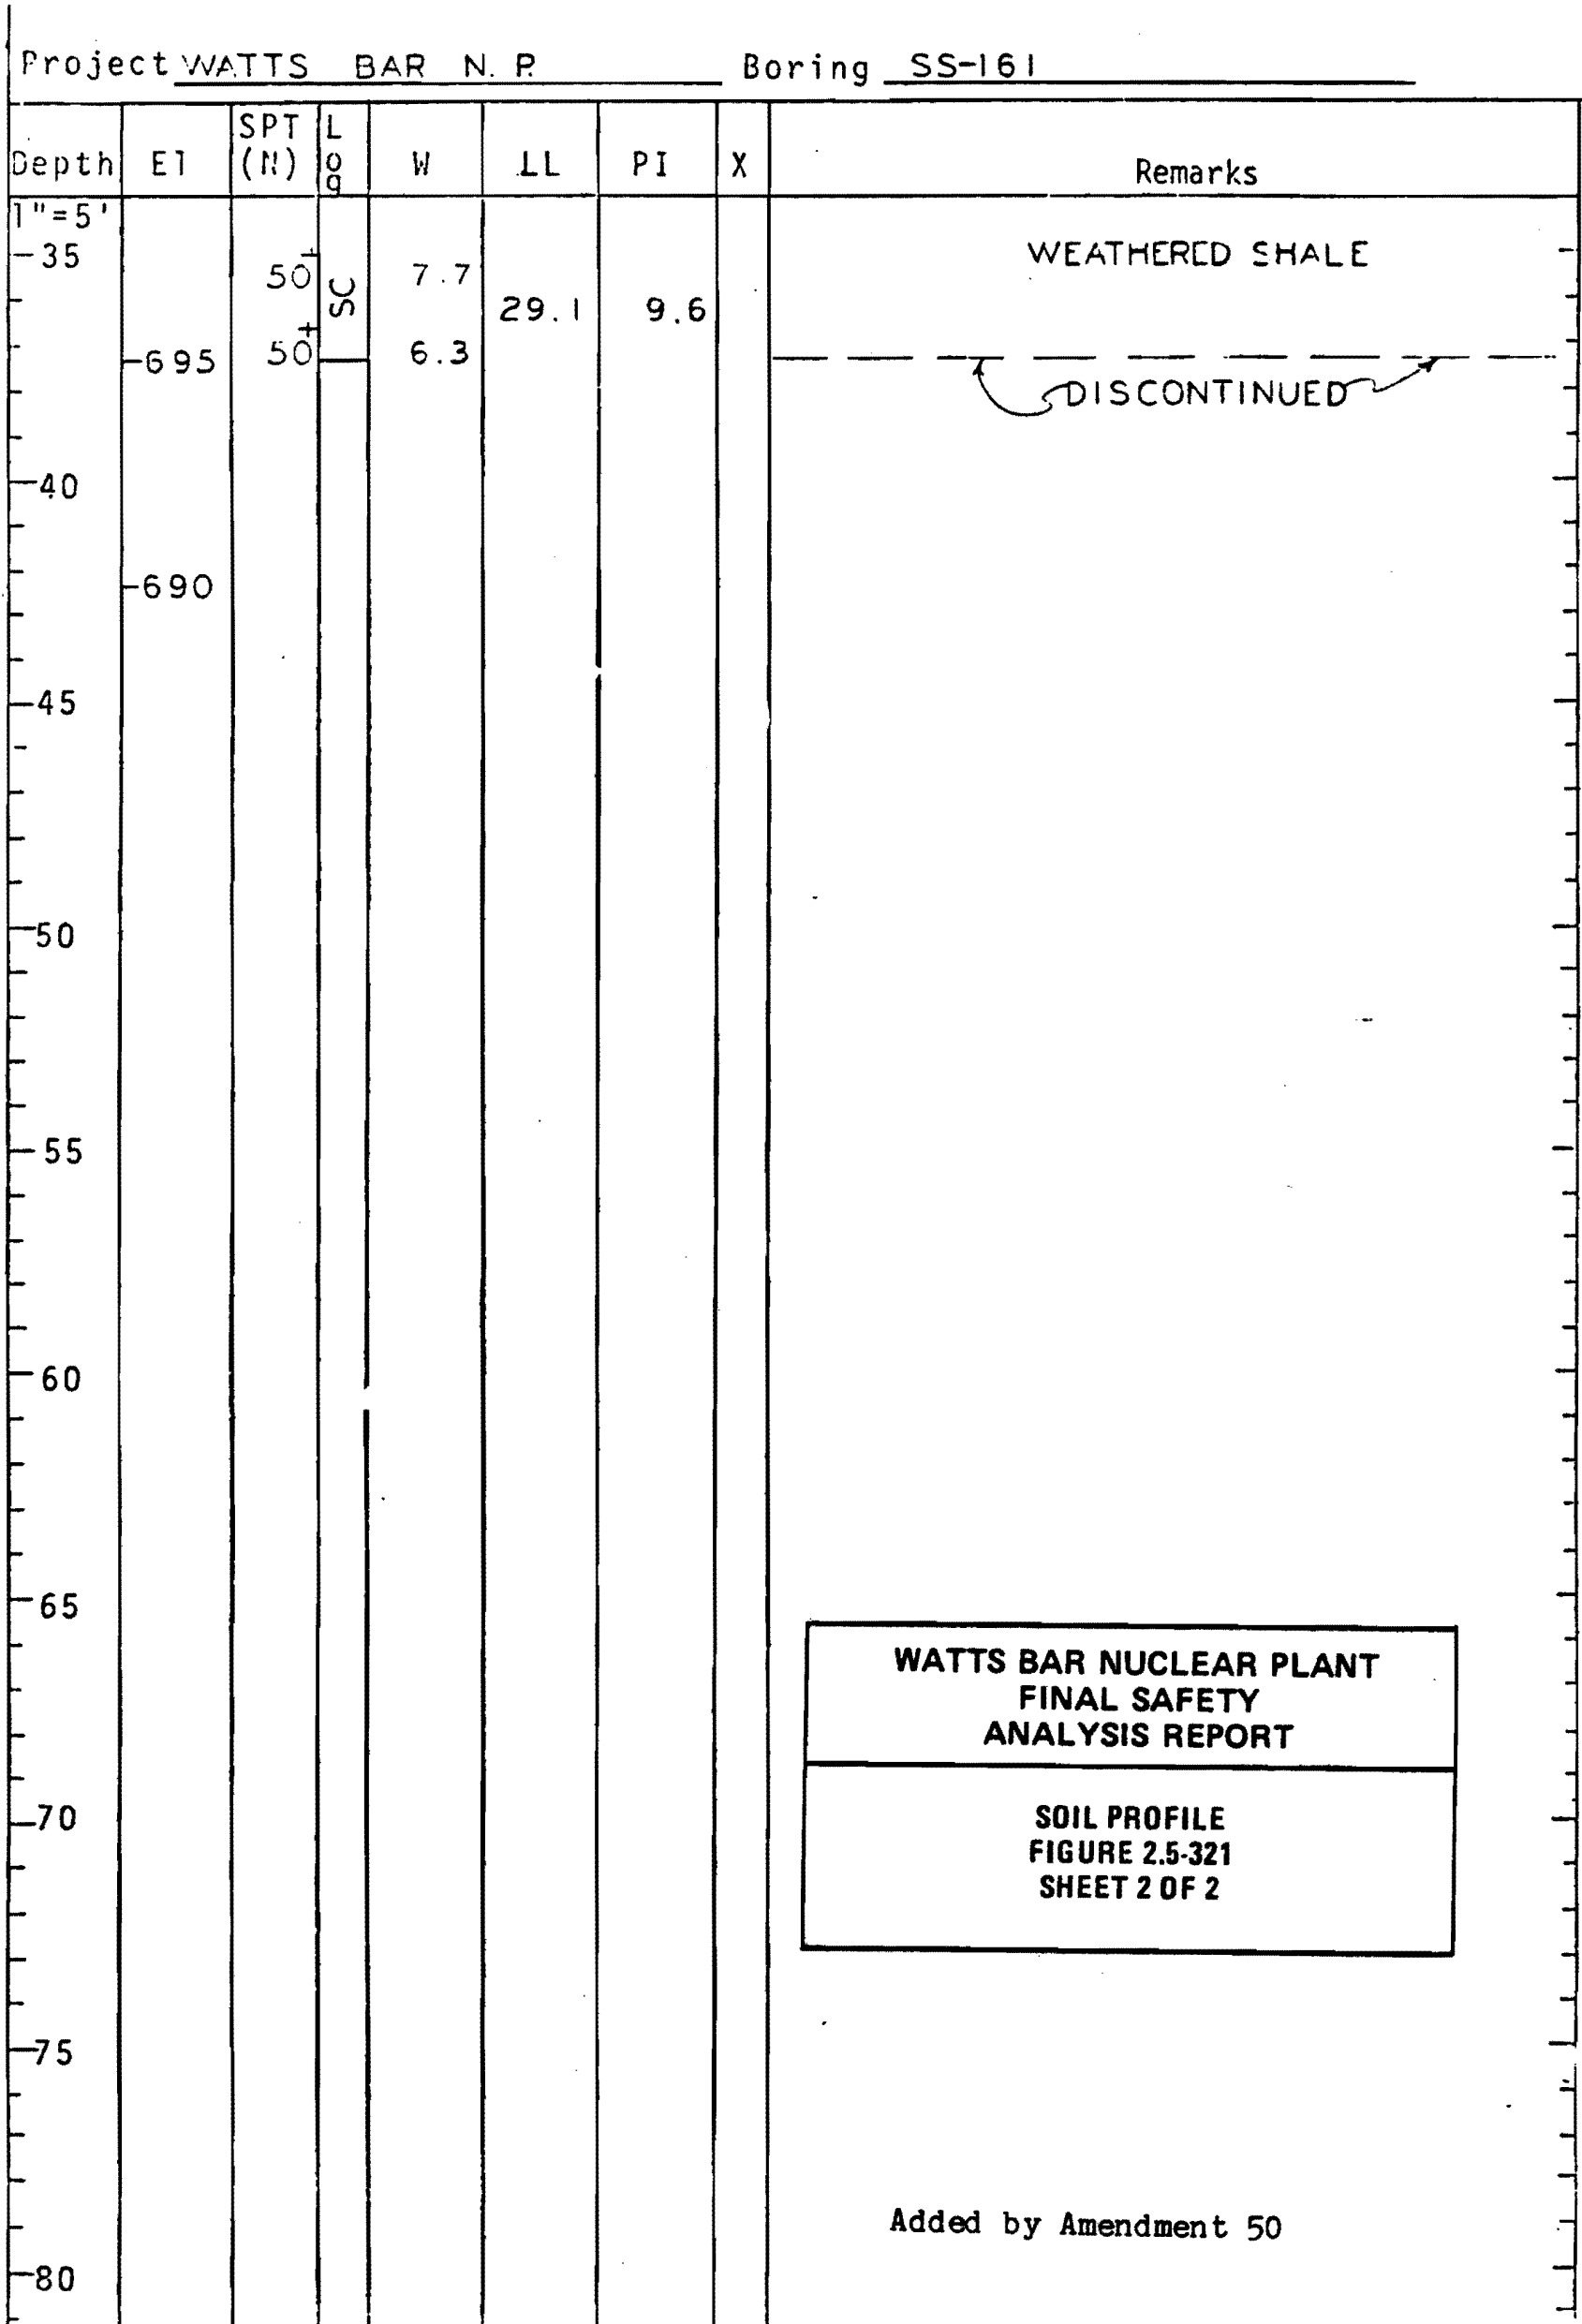 Project WATTS BAR N. P. Boring SS-161
Depth El SPT (N) Log W LL PI X Remarks
1"=5'
-35 WEATHERED SHALE
50+ SC 7.7
29.1 9.6
-695 50+ 6.3
DISCONTINUED
-40
-690
-45
-50
-55
-60
-65
WATTS BAR NUCLEAR PLANT
FINAL SAFETY
ANALYSIS REPORT
-70
SOIL PROFILE
FIGURE 2.5-321
SHEET 2 OF 2
-75
Added by Amendment 50
-80